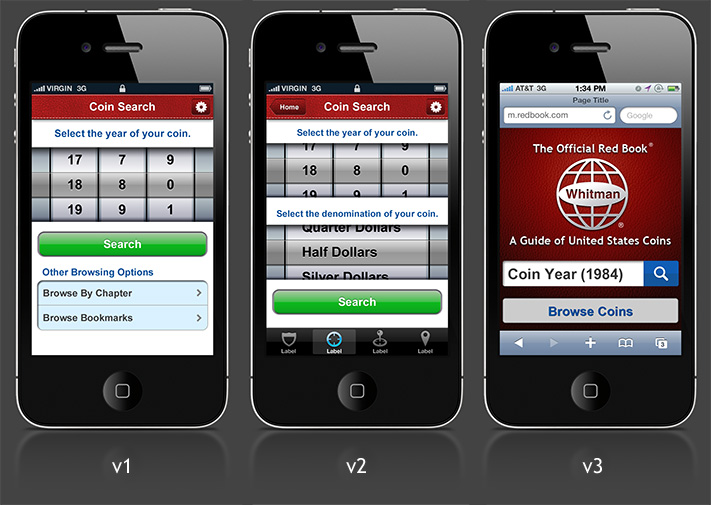 VIRGIN 3G
Coin Search
Select the year of your coin.
17 7 9
18 8 0
19 9 1
Search
Other Browsing Options
Browse By Chapter
Browse Bookmarks
v1
VIRGIN 3G
Home
Coin Search
Select the year of your coin.
17 7 9
18 8 0
19 9 1
Select the denomination of your coin.
Quarter Dollars
Half Dollars
Silver Dollars
Search
Label Label Label Label
v2
AT&T 3G 1:34 PM
Page Title
m.redbook.com
Google
The Official Red Book®
Whitman
®
A Guide of United States Coins
Coin Year (1984)
Browse Coins
5
v3